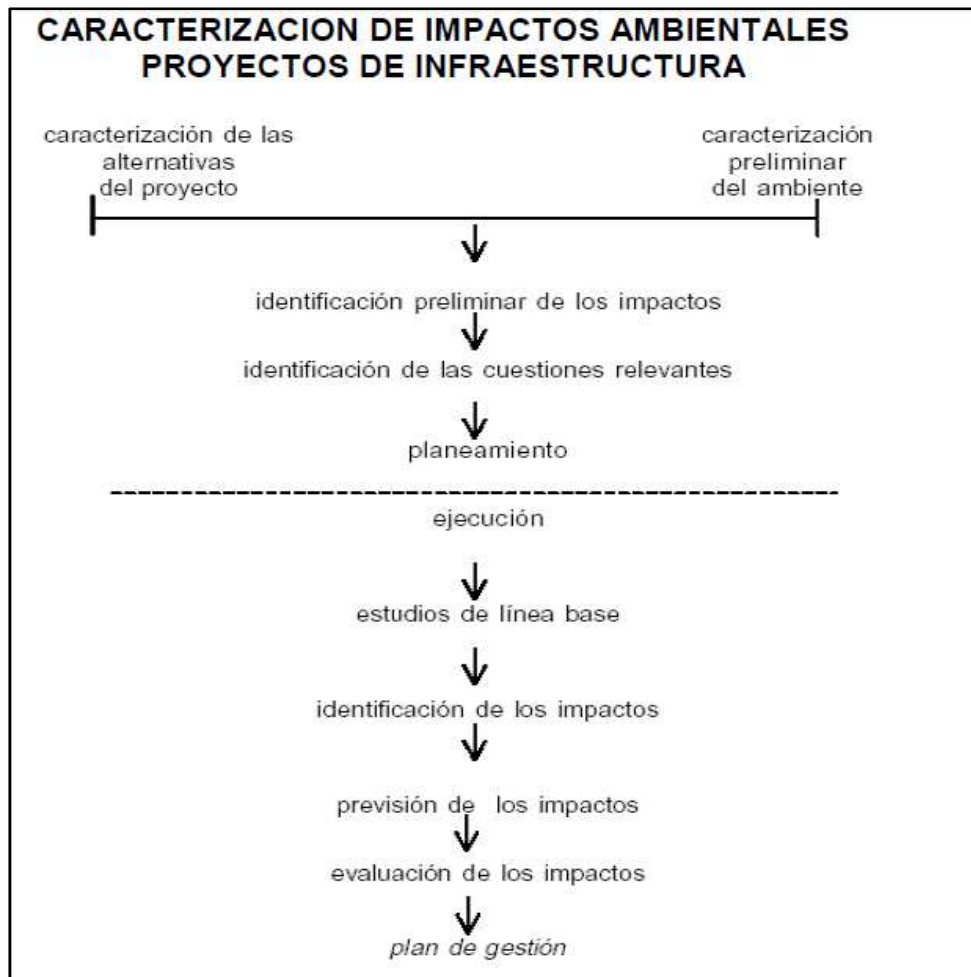 CARACTERIZACION DE IMPACTOS AMBIENTALES
PROYECTOS DE INFRAESTRUCTURA
caracterización de las
alternativas
del proyecto
caracterización
preliminar
del ambiente
identificación preliminar de los impactos
identificación de las cuestiones relevantes
planeamiento
ejecución
estudios de línea base
identificación de los impactos
previsión de los impactos
evaluación de los impactos
plan de gestión